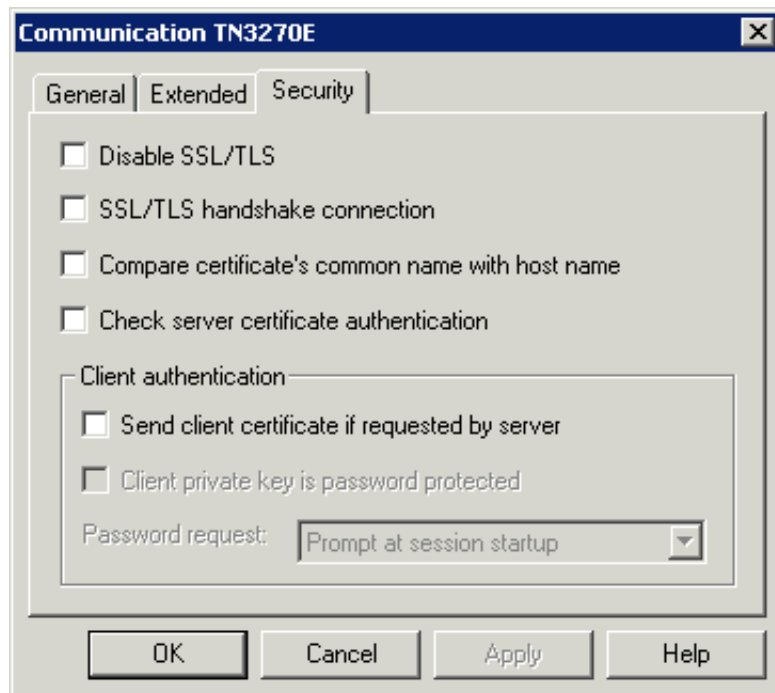 Communication TN3270E
General Extended Security
Disable SSL/TLS
SSL/TLS handshake connection
Compare certificate's common name with host name
Check server certificate authentication
Client authentication
Send client certificate if requested by server
Client private key is password protected
Password request: Prompt at session startup
OK Cancel Apply Help